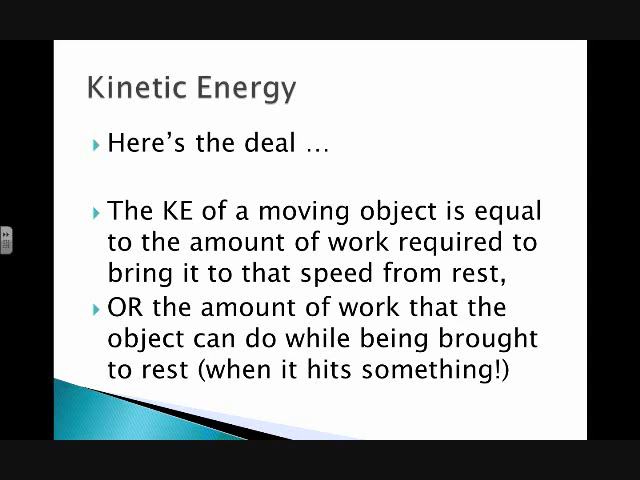 Kinetic Energy
Here's the deal …
The KE of a moving object is equal
to the amount of work required to
bring it to that speed from rest,
OR the amount of work that the
object can do while being brought
to rest (when it hits something!)